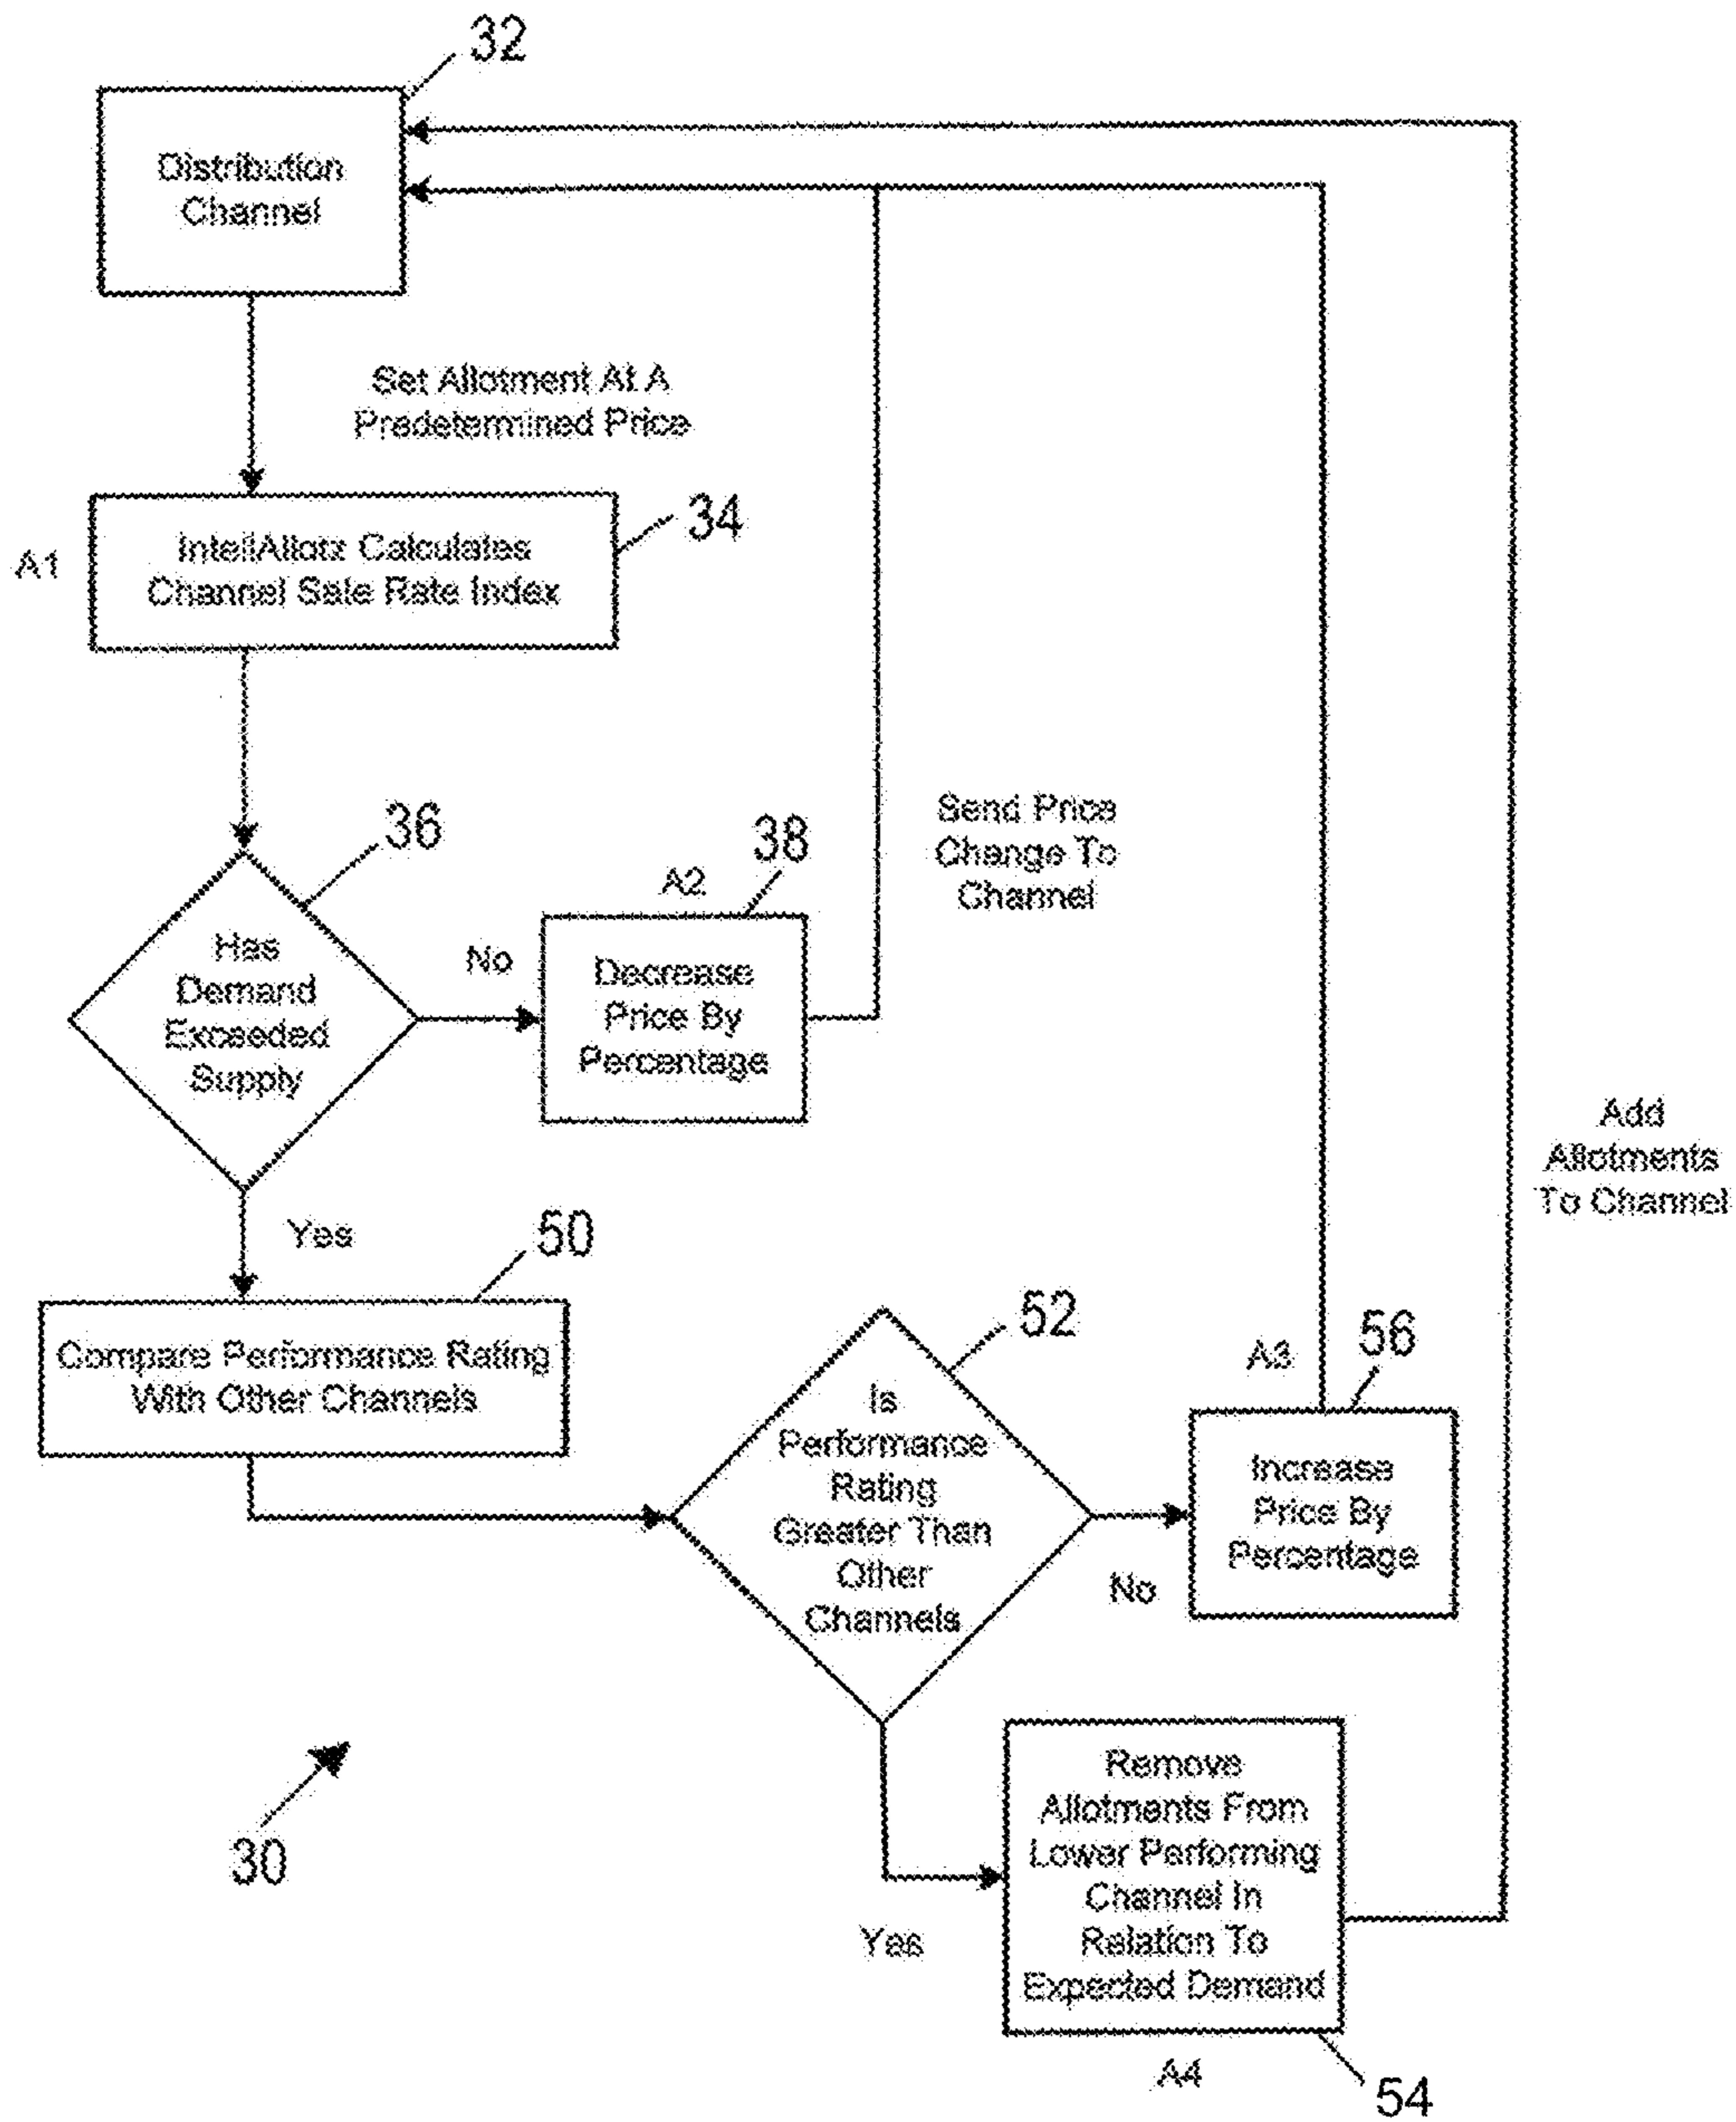 32
Distribution
Channel
Set Allotment At A
Predetermined Price
34
A1
IntellAllotz Calculates
Channel Sale Rate Index
36
Has
Demand
Exceeded
Supply
No
A2
38
Decrease
Price By
Percentage
Send Price
Change To
Channel
Add
Allotments
To Channel
Yes
50
Compare Performance Rating
With Other Channels
52
Is
Performance
Rating
Greater Than
Other
Channels
No
A3
56
Increase
Price By
Percentage
Yes
Remove
Allotments From
Lower Performing
Channel In
Relation To
Expected Demand
A4
54
30